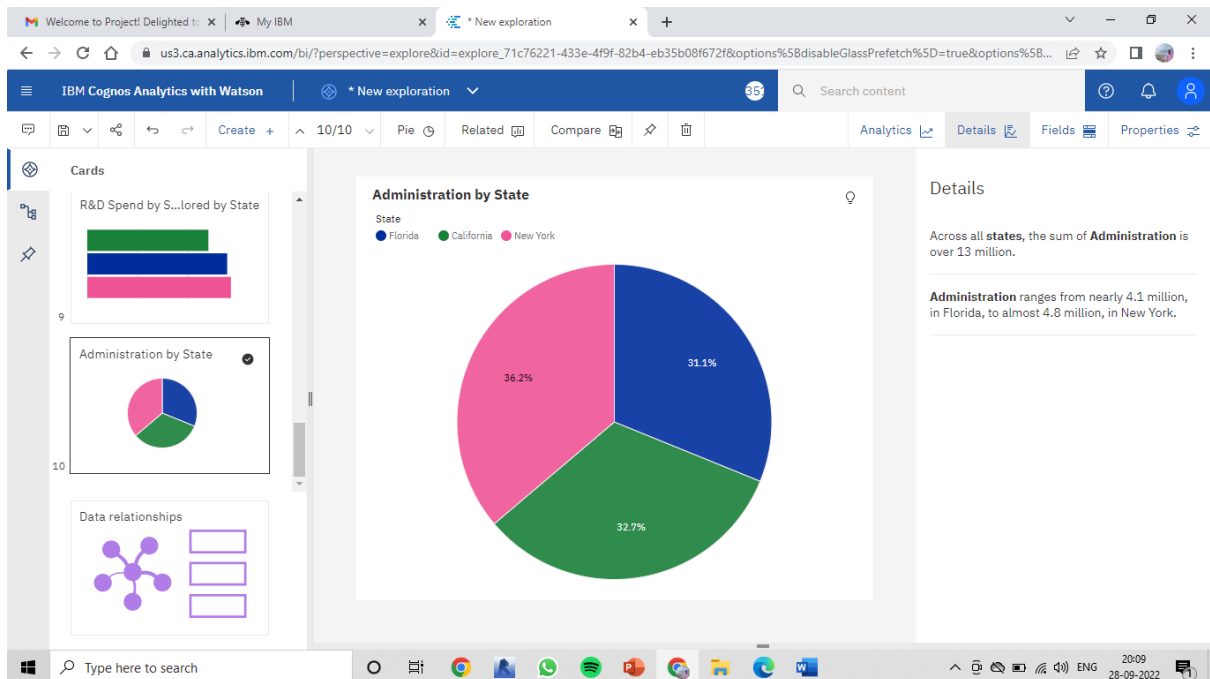 Welcome to Project! Delighted to
My IBM
* New exploration
us3.ca.analytics.ibm.com/bi/?perspective=explore&id=explore_71c76221-433e-4f9f-82b4-eb35b08f672f&options%5BdisableGlassPrefetch%5D=true&options%5B...
IBM Cognos Analytics with Watson
* New exploration
Search content
Create +
10/10
Pie
Related
Compare
Analytics
Details
Fields
Properties
Cards
R&D Spend by S...lored by State
9
Administration by State
10
Data relationships
Administration by State
State
Florida California New York
36.2%
31.1%
32.7%
Details
Across all states, the sum of Administration is
over 13 million.
Administration ranges from nearly 4.1 million,
in Florida, to almost 4.8 million, in New York.
Type here to search
ENG
20:09
28-09-2022